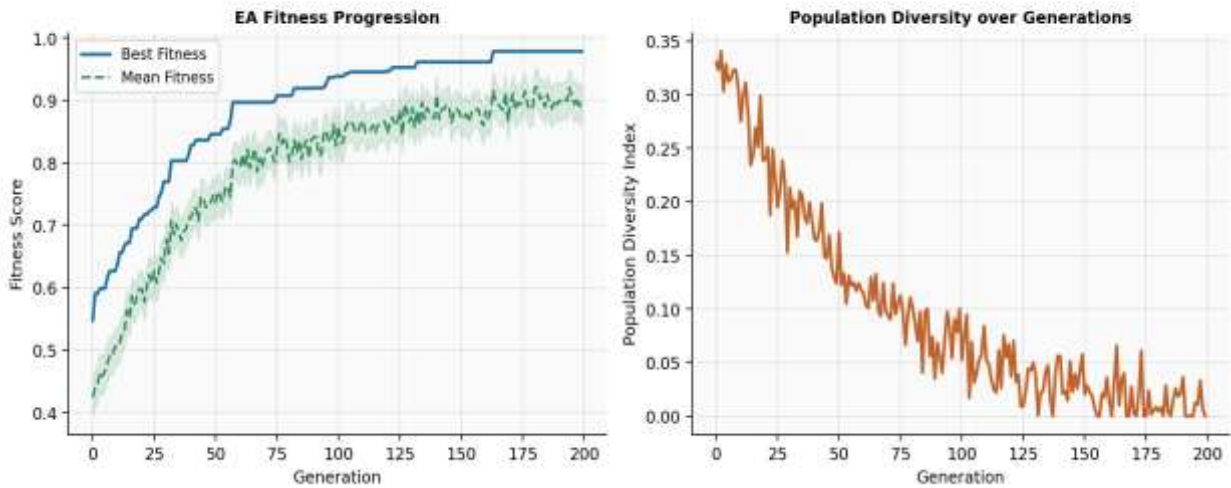 EA Fitness Progression
Best Fitness
Mean Fitness
1.0
0.9
0.8
0.7
0.6
0.5
0.4
Fitness Score
0 25 50 75 100 125 150 175 200
Generation
Population Diversity over Generations
0.35
0.30
0.25
0.20
0.15
0.10
0.05
0.00
Population Diversity Index
0 25 50 75 100 125 150 175 200
Generation